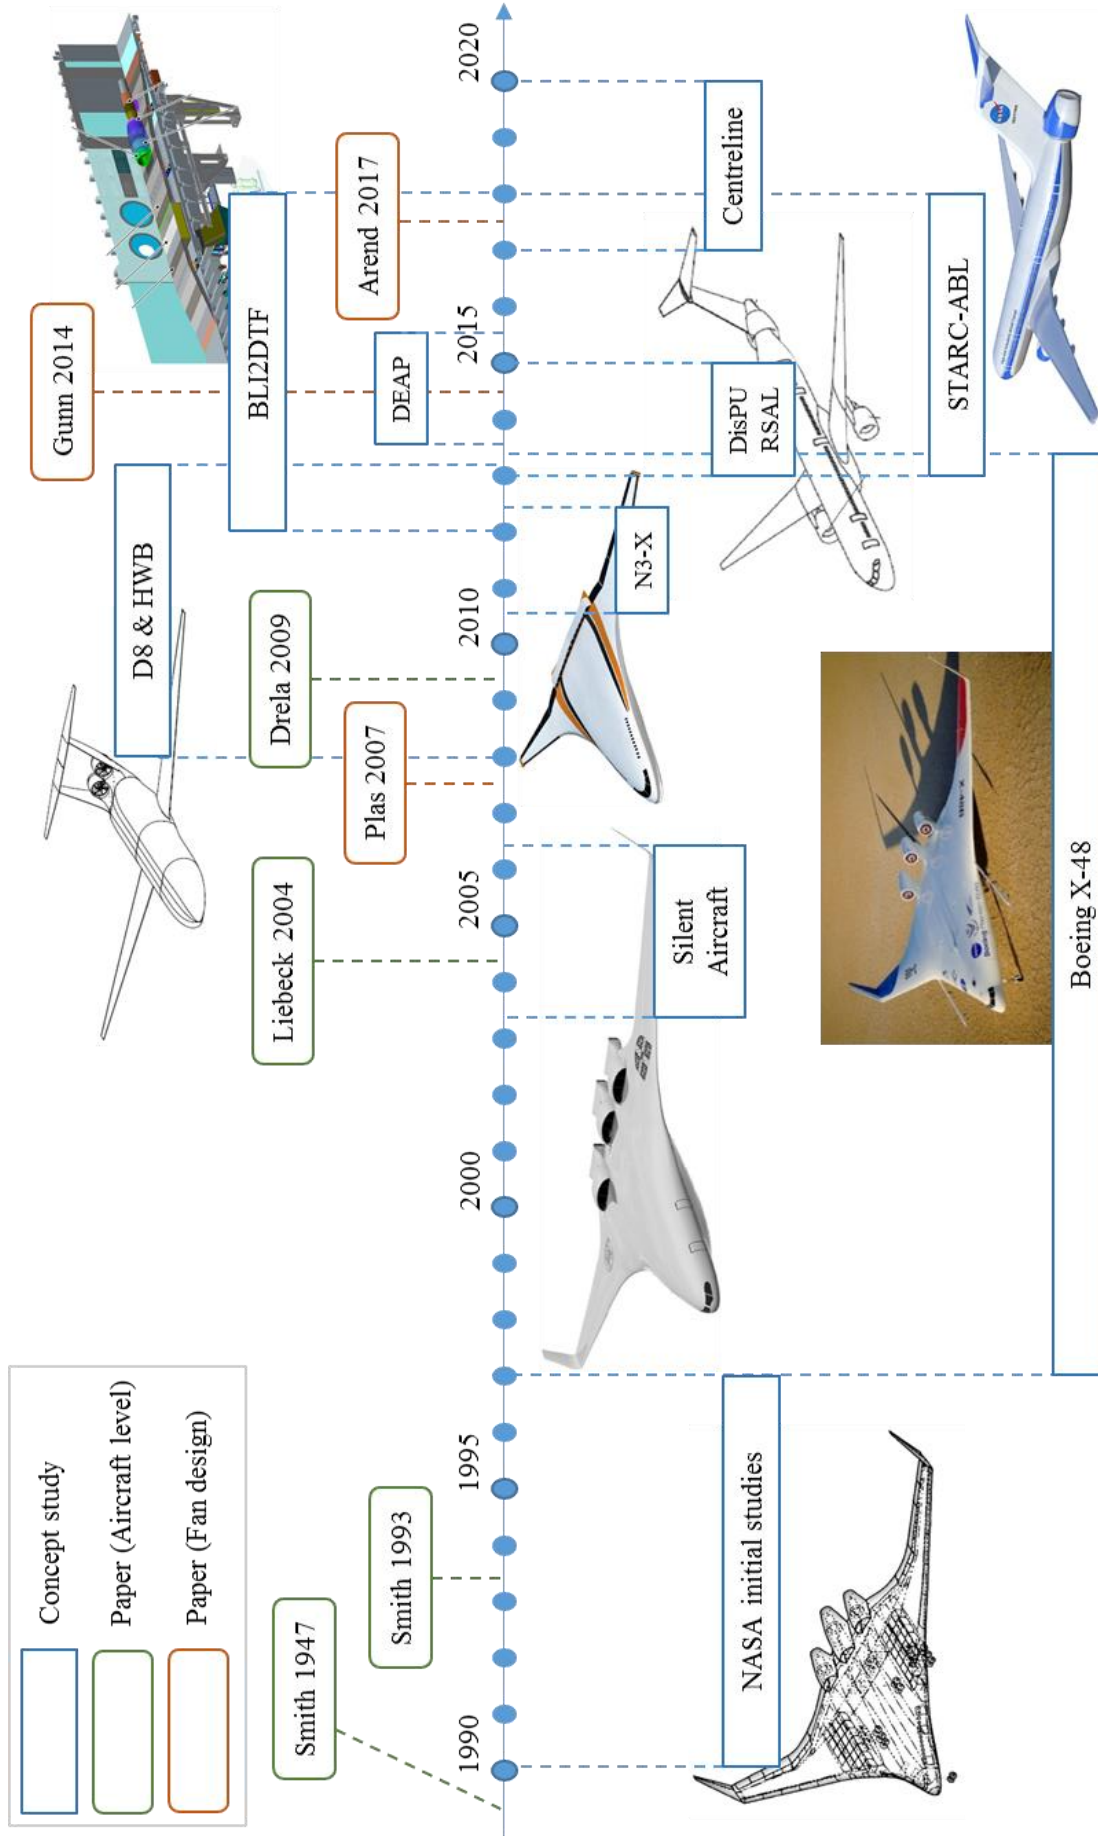 Concept study
Paper (Aircraft level)
Paper (Fan design)
Smith 1947
Smith 1993
Liebeck 2004
Plas 2007
Drela 2009
D8 & HWB
Gunn 2014
BLI2DTF
DEAP
Arend 2017
1990
1995
2000
2005
2010
2015
2020
NASA initial studies
Silent
Aircraft
N3-X
DisPU
RSAL
Centreline
STARC-ABL
Boeing X-48